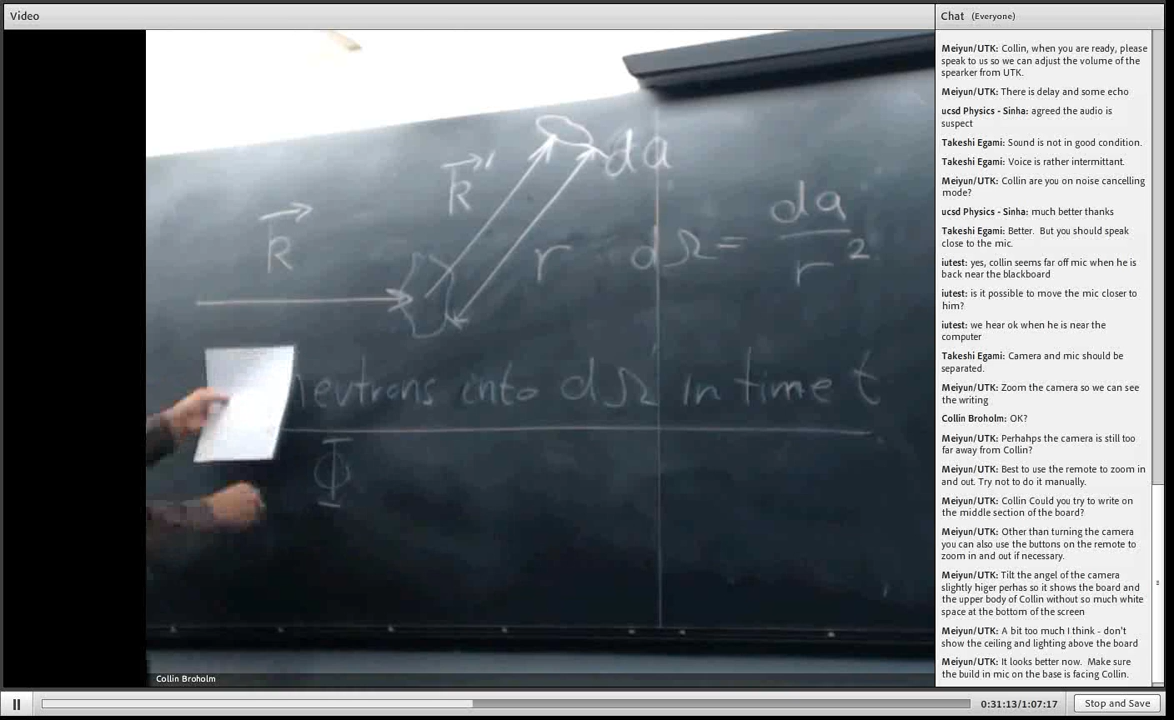 Video
Chat (Everyone)
k
k'
da
r
dΩ = da
r²
Neutrons into dΩ in time t
Φ
Collin Broholm
Meiyun/UTK: Collin, when you are ready, please
speak to us so we can adjust the volume of the
spearker from UTK.
Meiyun/UTK: There is delay and some echo
ucsd Physics - Sinha: agreed the audio is
suspect
Takeshi Egami: Sound is not in good condition.
Takeshi Egami: Voice is rather intermittant.
Meiyun/UTK: Collin are you on noise cancelling
mode?
ucsd Physics - Sinha: much better thanks
Takeshi Egami: Better.  But you should speak
close to the mic.
iutest: yes, collin seems far off mic when he is
back near the blackboard
iutest: is it possible to move the mic closer to
him?
iutest: we hear ok when he is near the
computer
Takeshi Egami: Camera and mic should be
separated.
Meiyun/UTK: Zoom the camera so we can see
the writing
Collin Broholm: OK?
Meiyun/UTK: Perhahps the camera is still too
far away from Collin?
Meiyun/UTK: Best to use the remote to zoom in
and out. Try not to do it manually.
Meiyun/UTK: Collin Could you try to write on
the middle section of the board?
Meiyun/UTK: Other than turning the camera
you can also use the buttons on the remote to
zoom in and out if necessary.
Meiyun/UTK: Tilt the angel of the camera
slightly higer perhas so it shows the board and
the upper body of Collin without so much white
space at the bottom of the screen
Meiyun/UTK: A bit too much I think - don't
show the ceiling and lighting above the board
Meiyun/UTK: It looks better now.  Make sure
the build in mic on the base is facing Collin.
0:31:13/1:07:17
Stop and Save